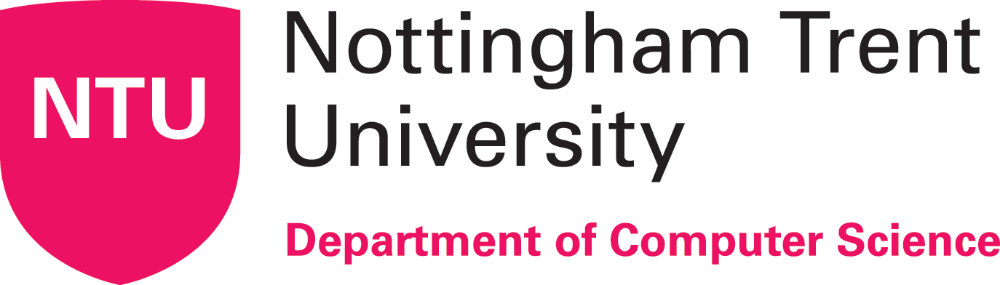 NTU
Nottingham Trent
University
Department of Computer Science